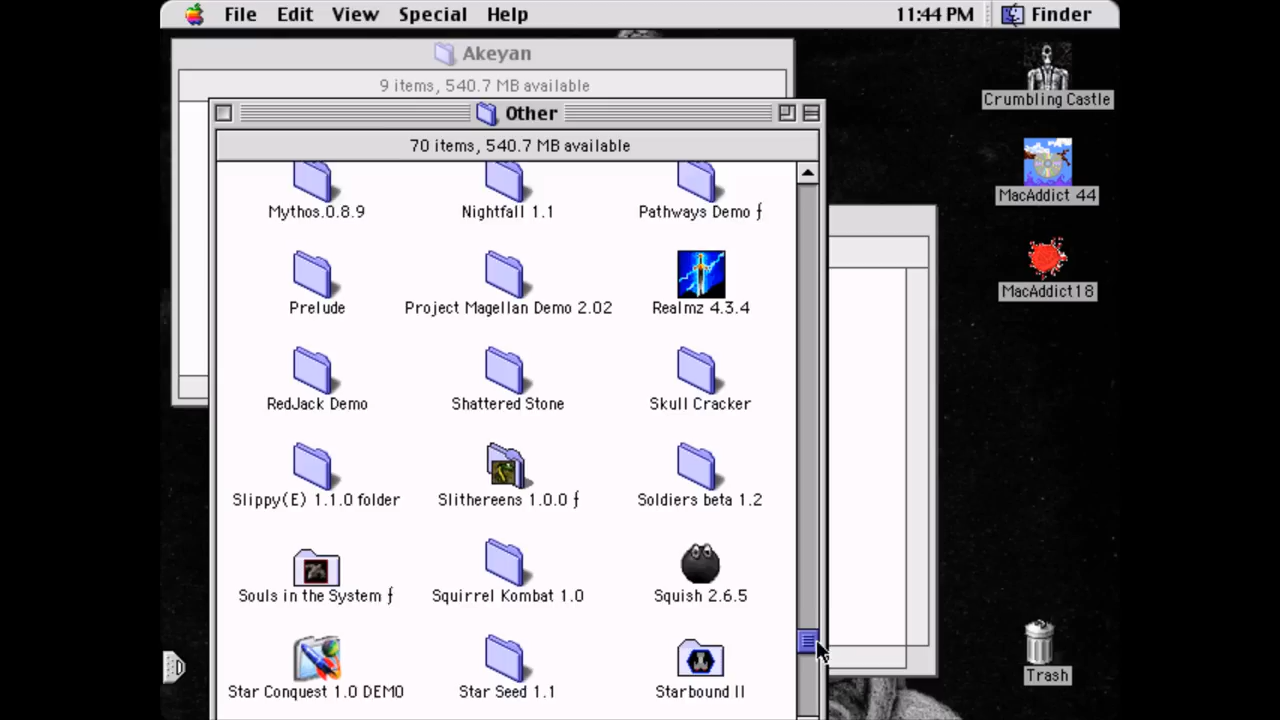 File Edit View Special Help 11:44 PM Finder
Akeyan
9 items, 540.7 MB available
Other
70 items, 540.7 MB available
Mythos.0.8.9 Nightfall 1.1 Pathways Demo ƒ
Prelude Project Magellan Demo 2.02 Realmz 4.3.4
RedJack Demo Shattered Stone Skull Cracker
Slippy(E) 1.1.0 folder Slithereens 1.0.0 ƒ Soldiers beta 1.2
Souls in the System ƒ Squirrel Kombat 1.0 Squish 2.6.5
Star Conquest 1.0 DEMO Star Seed 1.1 Starbound II
Crumbling Castle
MacAddict 44
MacAddict18
Trash